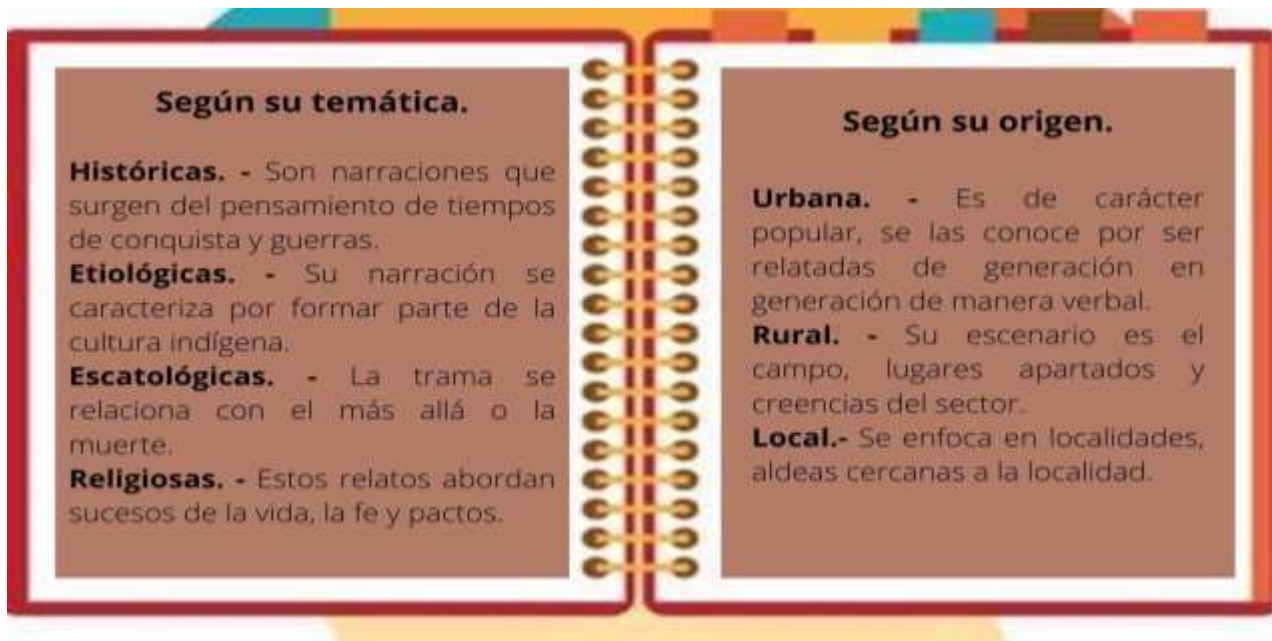 Según su temática.
Históricas. - Son narraciones que
surgen del pensamiento de tiempos
de conquista y guerras.
Etiológicas. - Su narración se
caracteriza por formar parte de la
cultura indígena.
Escatológicas. - La trama se
relaciona con el más allá o la
muerte.
Religiosas. - Estos relatos abordan
sucesos de la vida, la fe y pactos.
Según su origen.
Urbana. - Es de carácter
popular, se las conoce por ser
relatadas de generación en
generación de manera verbal.
Rural. - Su escenario es el
campo, lugares apartados y
creencias del sector.
Local.- Se enfoca en localidades,
aldeas cercanas a la localidad.